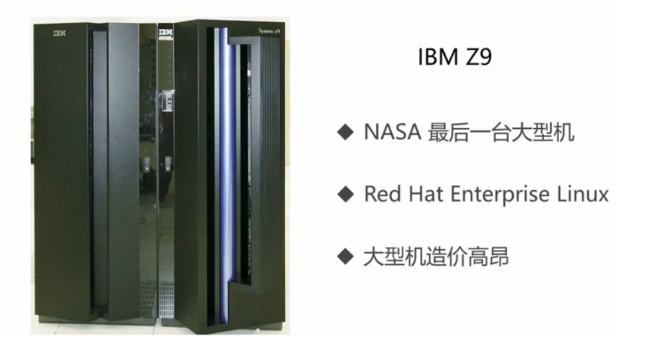 IBM
IBM
System z9
IBM Z9
◆ NASA 最后一台大型机
◆ Red Hat Enterprise Linux
◆ 大型机造价高昂